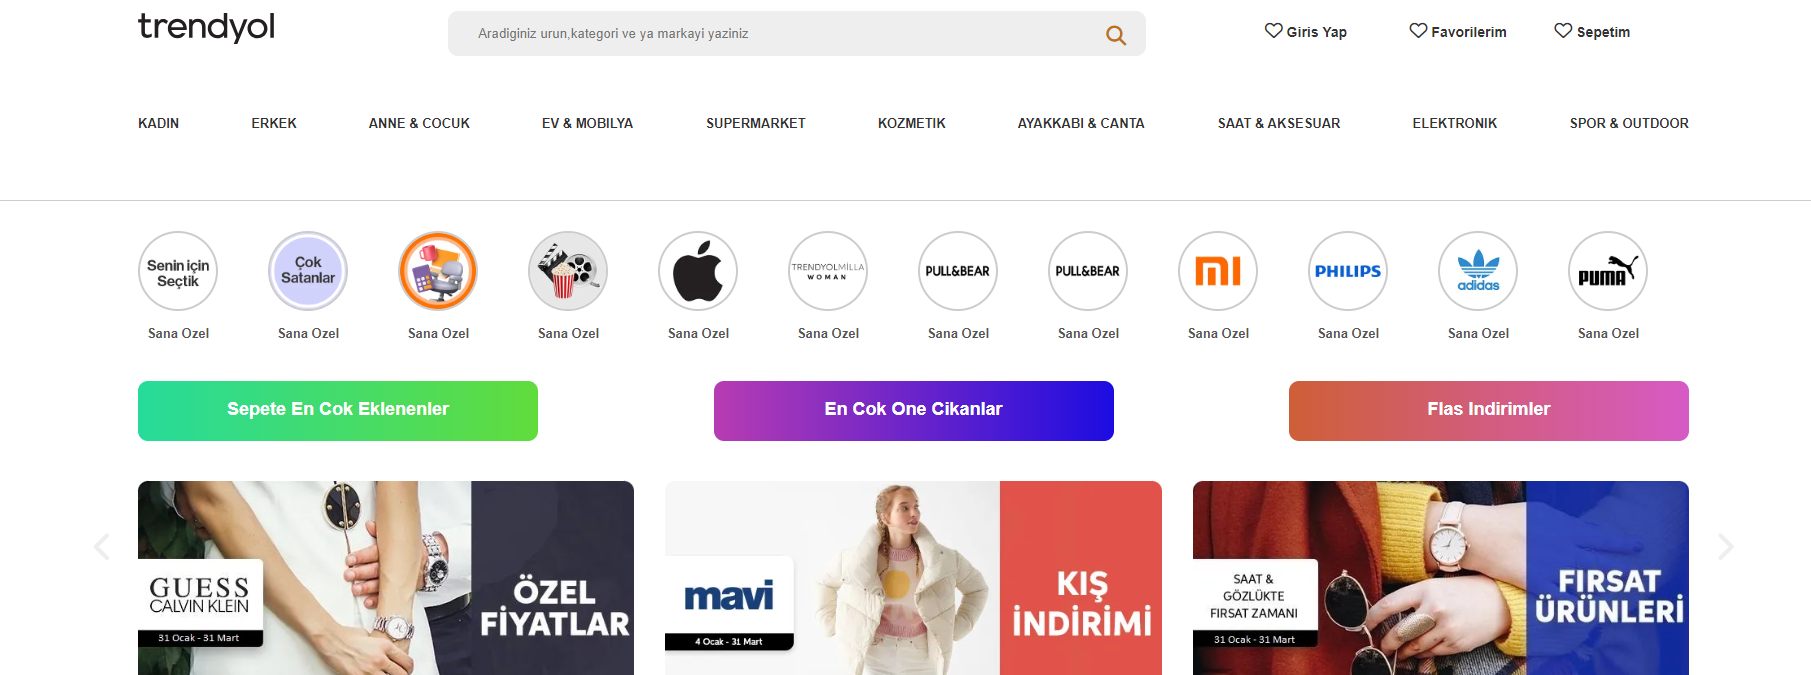 trendyol
Aradiginiz urun,kategori ve ya markayi yaziniz
Giris Yap
Favorilerim
Sepetim
KADIN
ERKEK
ANNE & COCUK
EV & MOBILYA
SUPERMARKET
KOZMETIK
AYAKKABI & CANTA
SAAT & AKSESUAR
ELEKTRONIK
SPOR & OUTDOOR
Senin için
Seçtik
Çok
Satanlar
TRENDYOLMİLLA
WOMAN
PULL&BEAR
PULL&BEAR
PHILIPS
adidas
PUMA
Sana Ozel
Sana Ozel
Sana Ozel
Sana Ozel
Sana Ozel
Sana Ozel
Sana Ozel
Sana Ozel
Sana Ozel
Sana Ozel
Sana Ozel
Sana Ozel
Sepete En Cok Eklenenler
En Cok One Cikanlar
Flas Indirimler
GUESS
CALVIN KLEIN
31 Ocak - 31 Mart
ÖZEL
FİYATLAR
mavi
4 Ocak - 31 Mart
KIŞ
İNDİRİMİ
SAAT &
GÖZLÜKTE
FIRSAT ZAMANI
31 Ocak - 31 Mart
FIRSAT
ÜRÜNLERİ